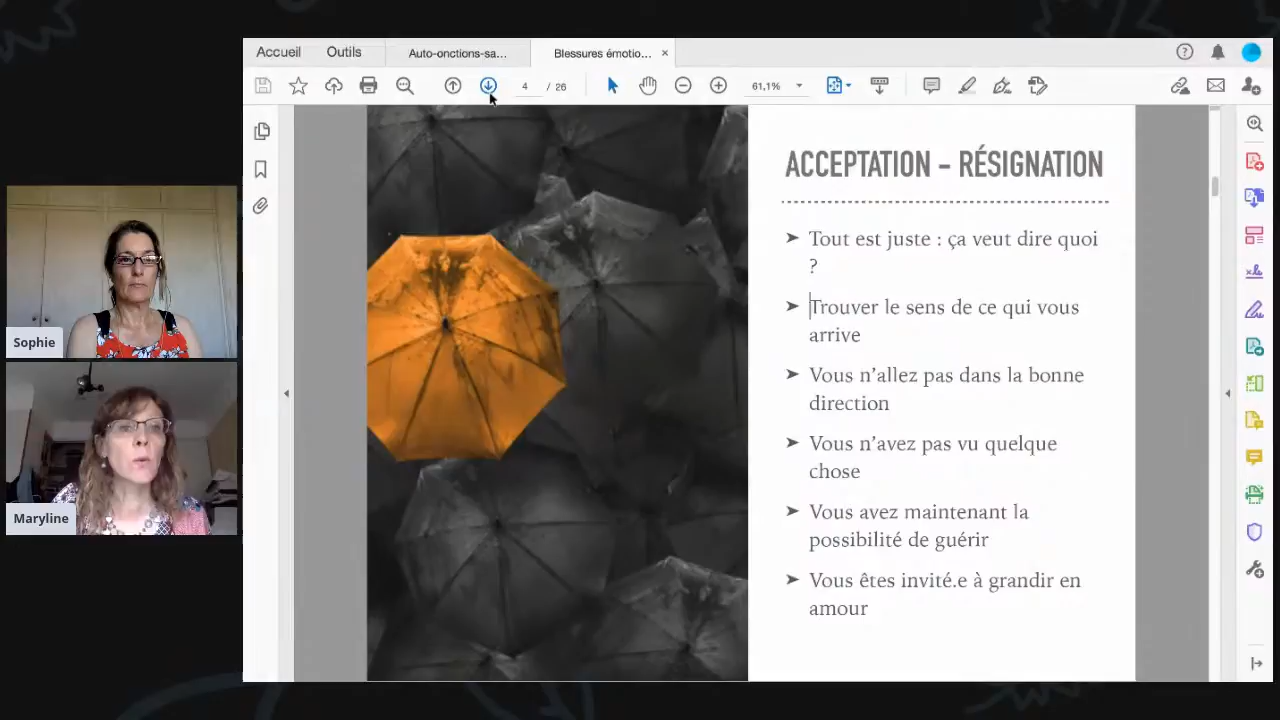 Accueil
Outils
Auto-onctions-sa...
Blessures émotio...
4 / 26
61,1%
ACCEPTATION - RÉSIGNATION
➤ Tout est juste : ça veut dire quoi
?
➤ Trouver le sens de ce qui vous
arrive
➤ Vous n'allez pas dans la bonne
direction
➤ Vous n'avez pas vu quelque
chose
➤ Vous avez maintenant la
possibilité de guérir
➤ Vous êtes invité.e à grandir en
amour
Sophie
Maryline